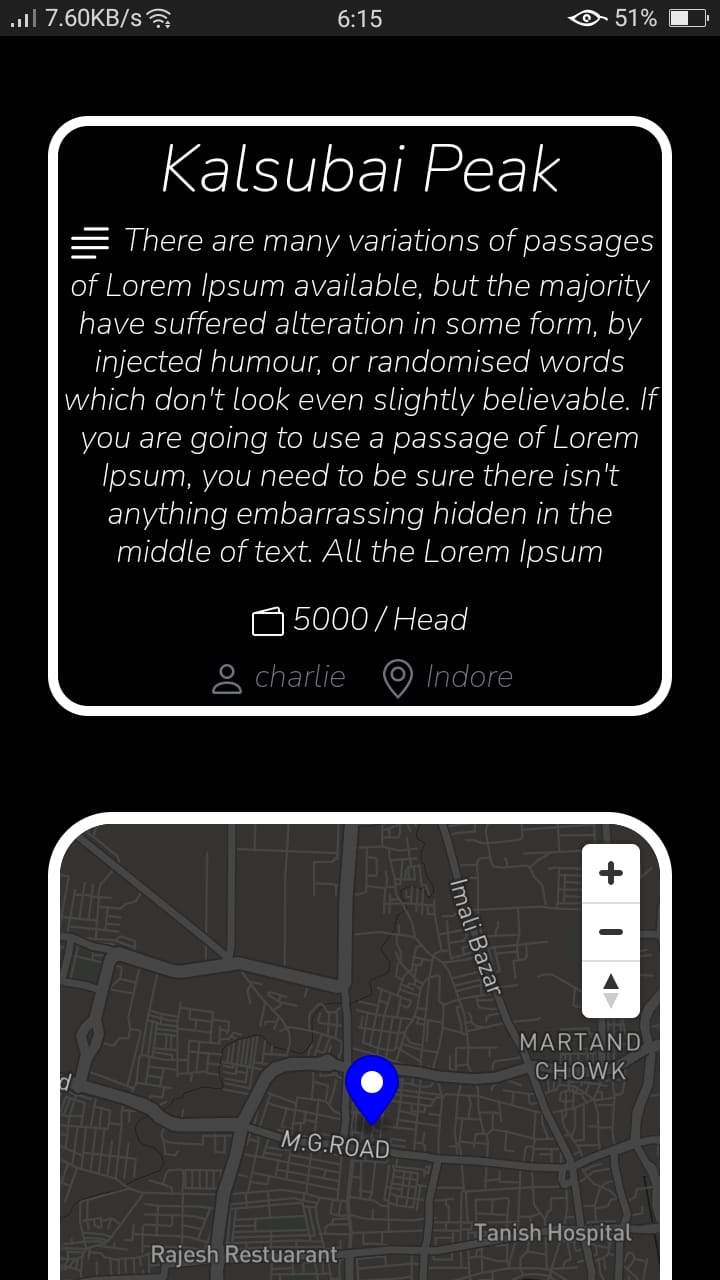 7.60KB/s 6:15 51%
Kalsubai Peak
There are many variations of passages
of Lorem Ipsum available, but the majority
have suffered alteration in some form, by
injected humour, or randomised words
which don't look even slightly believable. If
you are going to use a passage of Lorem
Ipsum, you need to be sure there isn't
anything embarrassing hidden in the
middle of text. All the Lorem Ipsum
5000 / Head
charlie Indore
Imali Bazar
MARTAND
CHOWK
d
M.G.ROAD
Tanish Hospital
Rajesh Restuarant